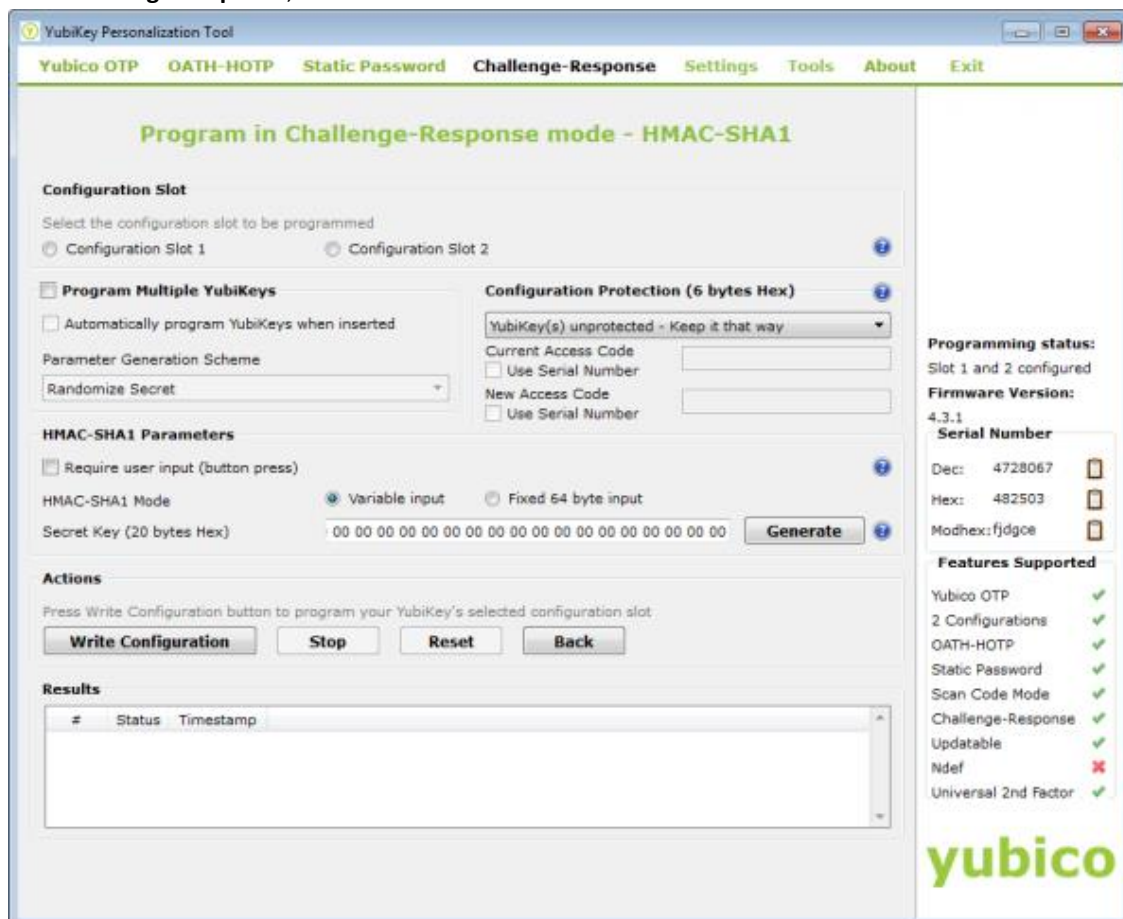 YubiKey Personalization Tool
Yubico OTP OATH-HOTP Static Password Challenge-Response Settings Tools About Exit
Program in Challenge-Response mode - HMAC-SHA1
Configuration Slot
Select the configuration slot to be programmed
Configuration Slot 1 Configuration Slot 2
Program Multiple YubiKeys
Automatically program YubiKeys when inserted
Parameter Generation Scheme
Randomize Secret
Configuration Protection (6 bytes Hex)
YubiKey(s) unprotected - Keep it that way
Current Access Code
Use Serial Number
New Access Code
Use Serial Number
HMAC-SHA1 Parameters
Require user input (button press)
HMAC-SHA1 Mode Variable input Fixed 64 byte input
Secret Key (20 bytes Hex) 00 00 00 00 00 00 00 00 00 00 00 00 00 00 00 00 00 00 Generate
Actions
Press Write Configuration button to program your YubiKey's selected configuration slot
Write Configuration Stop Reset Back
Results
# Status Timestamp
Programming status:
Slot 1 and 2 configured
Firmware Version:
4.3.1
Serial Number
Dec: 4728067
Hex: 482503
Modhex: fjdgce
Features Supported
Yubico OTP
2 Configurations
OATH-HOTP
Static Password
Scan Code Mode
Challenge-Response
Updatable
Ndef
Universal 2nd Factor
yubico